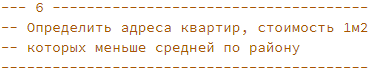 --- 6 --------------------------------------
-- Определить адреса квартир, стоимость 1м2
-- которых меньше средней по району
--------------------------------------------